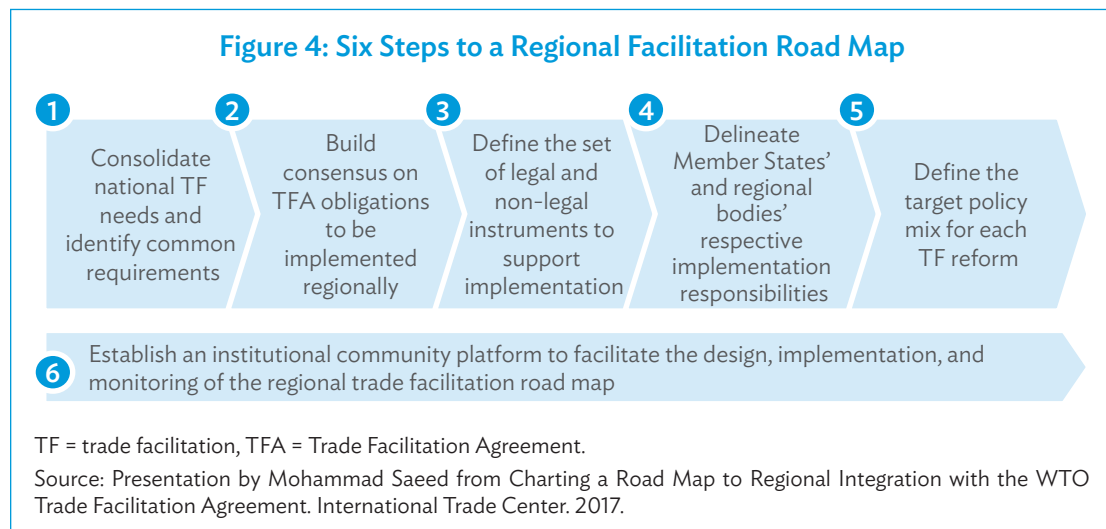 Figure 4: Six Steps to a Regional Facilitation Road Map
1
Consolidate
national TF
needs and
identify common
requirements
2
Build
consensus on
TFA obligations
to be
implemented
regionally
3
Define the set
of legal and
non-legal
instruments to
support
implementation
4
Delineate
Member States’
and regional
bodies’
respective
implementation
responsibilities
5
Define the
target policy
mix for each
TF reform
6
Establish an institutional community platform to facilitate the design, implementation, and
monitoring of the regional trade facilitation road map
TF = trade facilitation, TFA = Trade Facilitation Agreement.
Source: Presentation by Mohammad Saeed from Charting a Road Map to Regional Integration with the WTO
Trade Facilitation Agreement. International Trade Center. 2017.